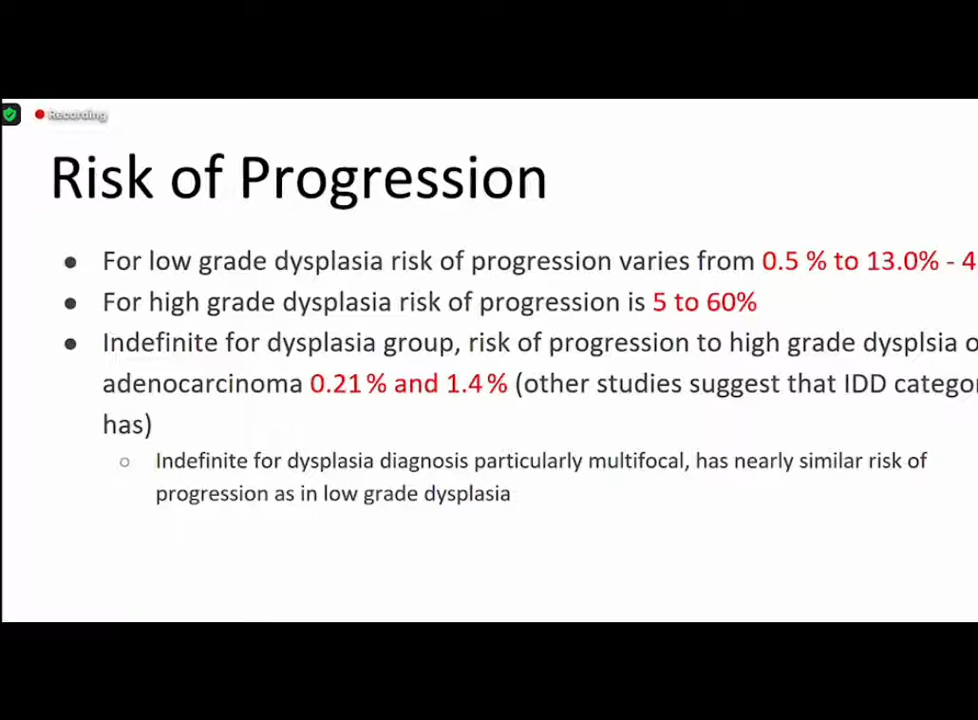 Recording
Risk of Progression
● For low grade dysplasia risk of progression varies from 0.5 % to 13.0% - 4
● For high grade dysplasia risk of progression is 5 to 60%
● Indefinite for dysplasia group, risk of progression to high grade dysplsia
adenocarcinoma 0.21 % and 1.4 % (other studies suggest that IDD
has)
○ Indefinite for dysplasia diagnosis particularly multifocal, has nearly similar risk of
progression as in low grade dysplasia